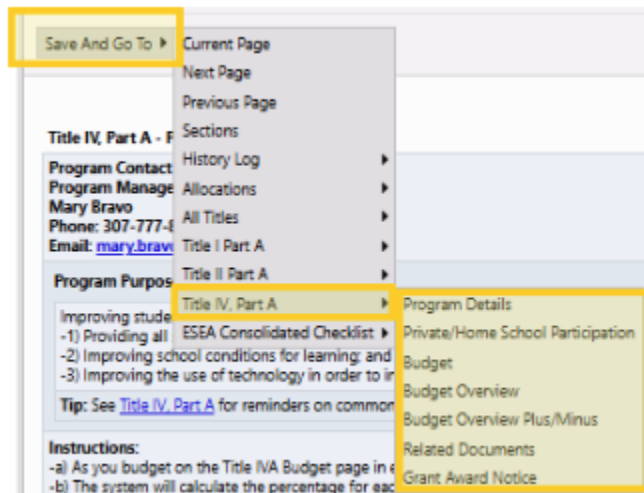 Save And Go To
Current Page
Next Page
Previous Page
Sections
History Log
Allocations
All Titles
Title I Part A
Title II Part A
Title IV, Part A
ESEA Consolidated Checklist
Program Details
Private/Home School Participation
Budget
Budget Overview
Budget Overview Plus/Minus
Related Documents
Grant Award Notice
Title IV, Part A -
Program Contact
Program Manage
Mary Bravo
Phone: 307-777-
Email: mary.brav
Program Purpos
Improving stude
-1) Providing all
-2) Improving school conditions for learning; and
-3) Improving the use of technology in order to i
Tip: See Title IV, Part A for reminders on common
Instructions:
-a) As you budget on the Title IVA Budget page in e
-b) The system will calculate the percentage for eac